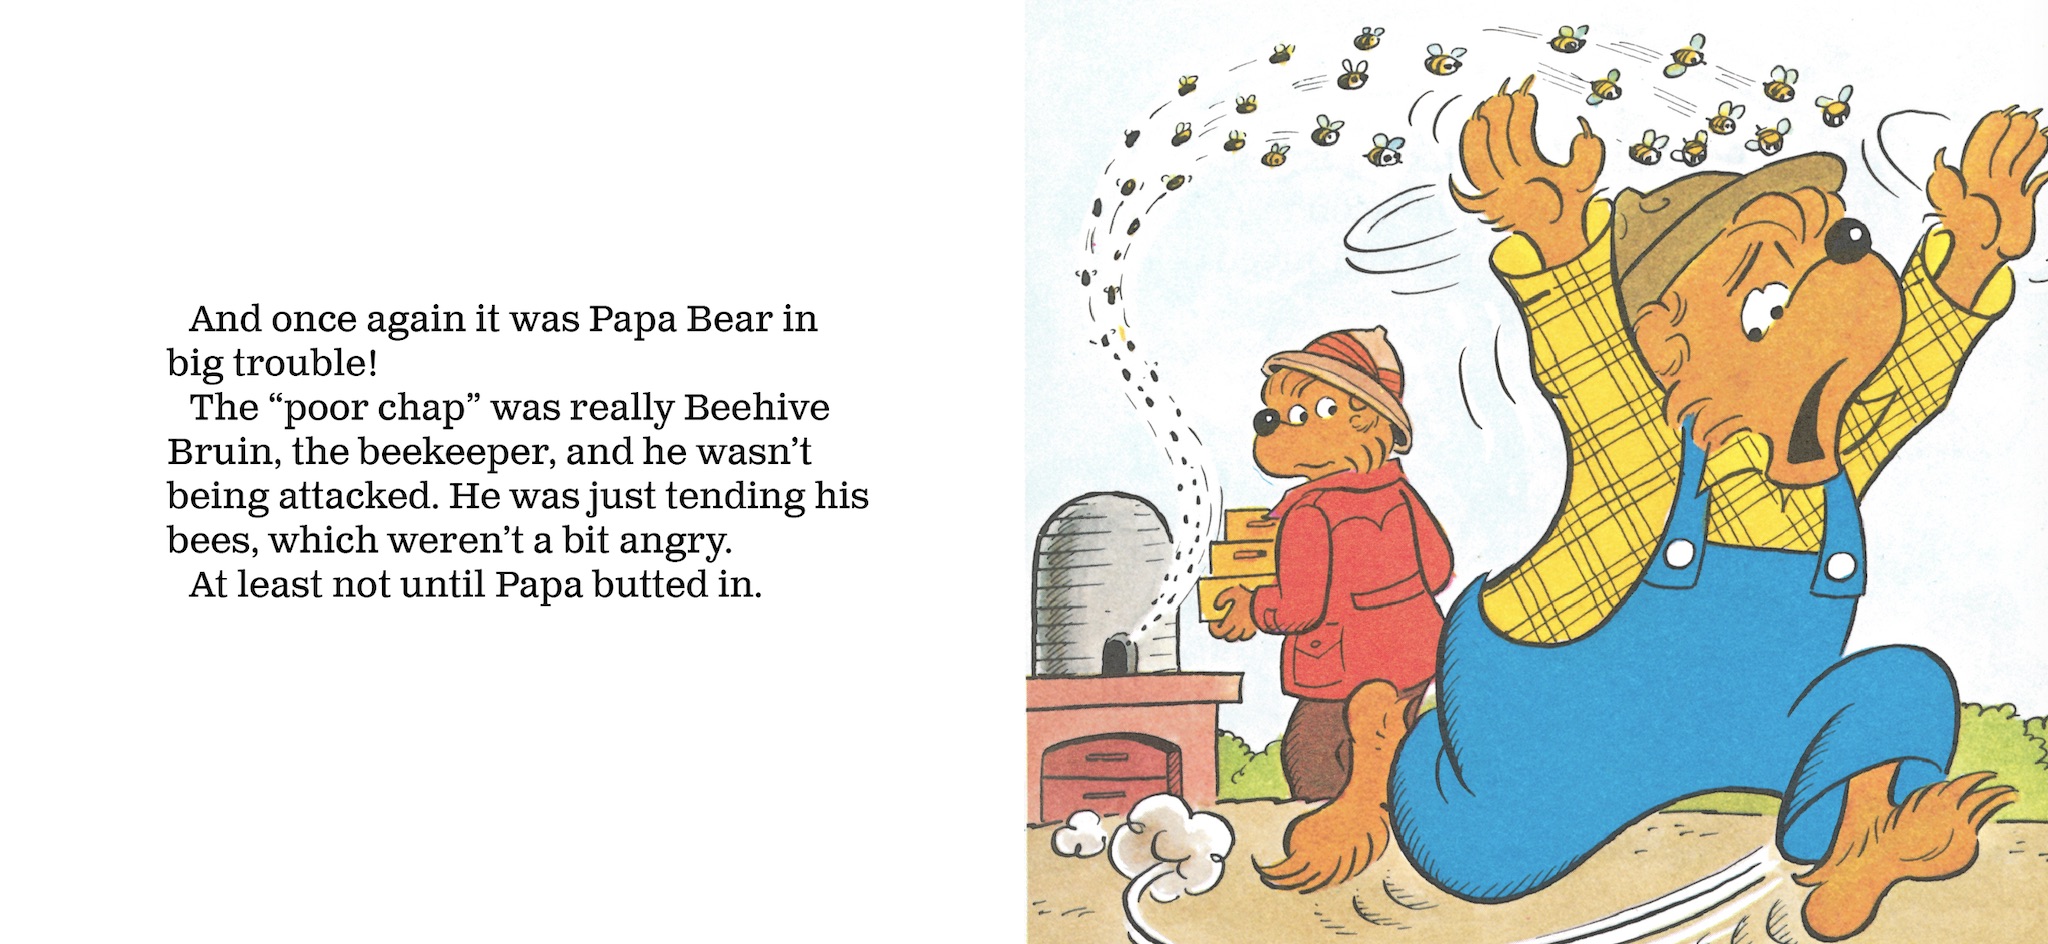 And once again it was Papa Bear in
big trouble!
The “poor chap” was really Beehive
Bruin, the beekeeper, and he wasn’t
being attacked. He was just tending his
bees, which weren’t a bit angry.
At least not until Papa butted in.